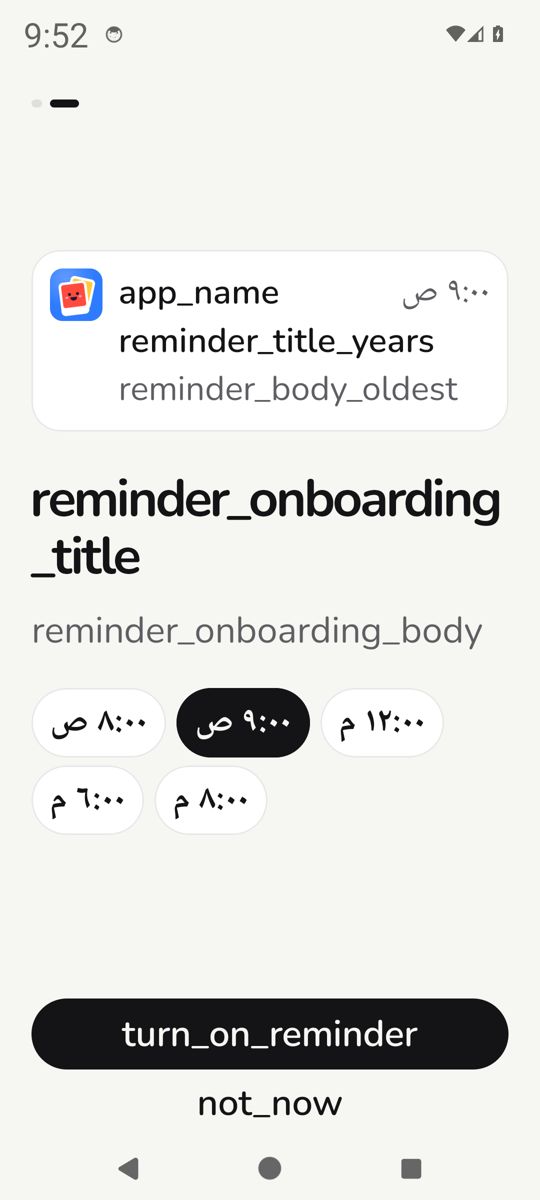 9:52
app_name
٩:٠٠ ص
reminder_title_years
reminder_body_oldest
reminder_onboarding
_title
reminder_onboarding_body
٨:٠٠ ص
٩:٠٠ ص
١٢:٠٠ م
٦:٠٠ م
٨:٠٠ م
turn_on_reminder
not_now